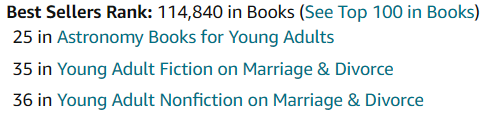 Best Sellers Rank: 114,840 in Books (See Top 100 in Books)
25 in Astronomy Books for Young Adults
35 in Young Adult Fiction on Marriage & Divorce
36 in Young Adult Nonfiction on Marriage & Divorce